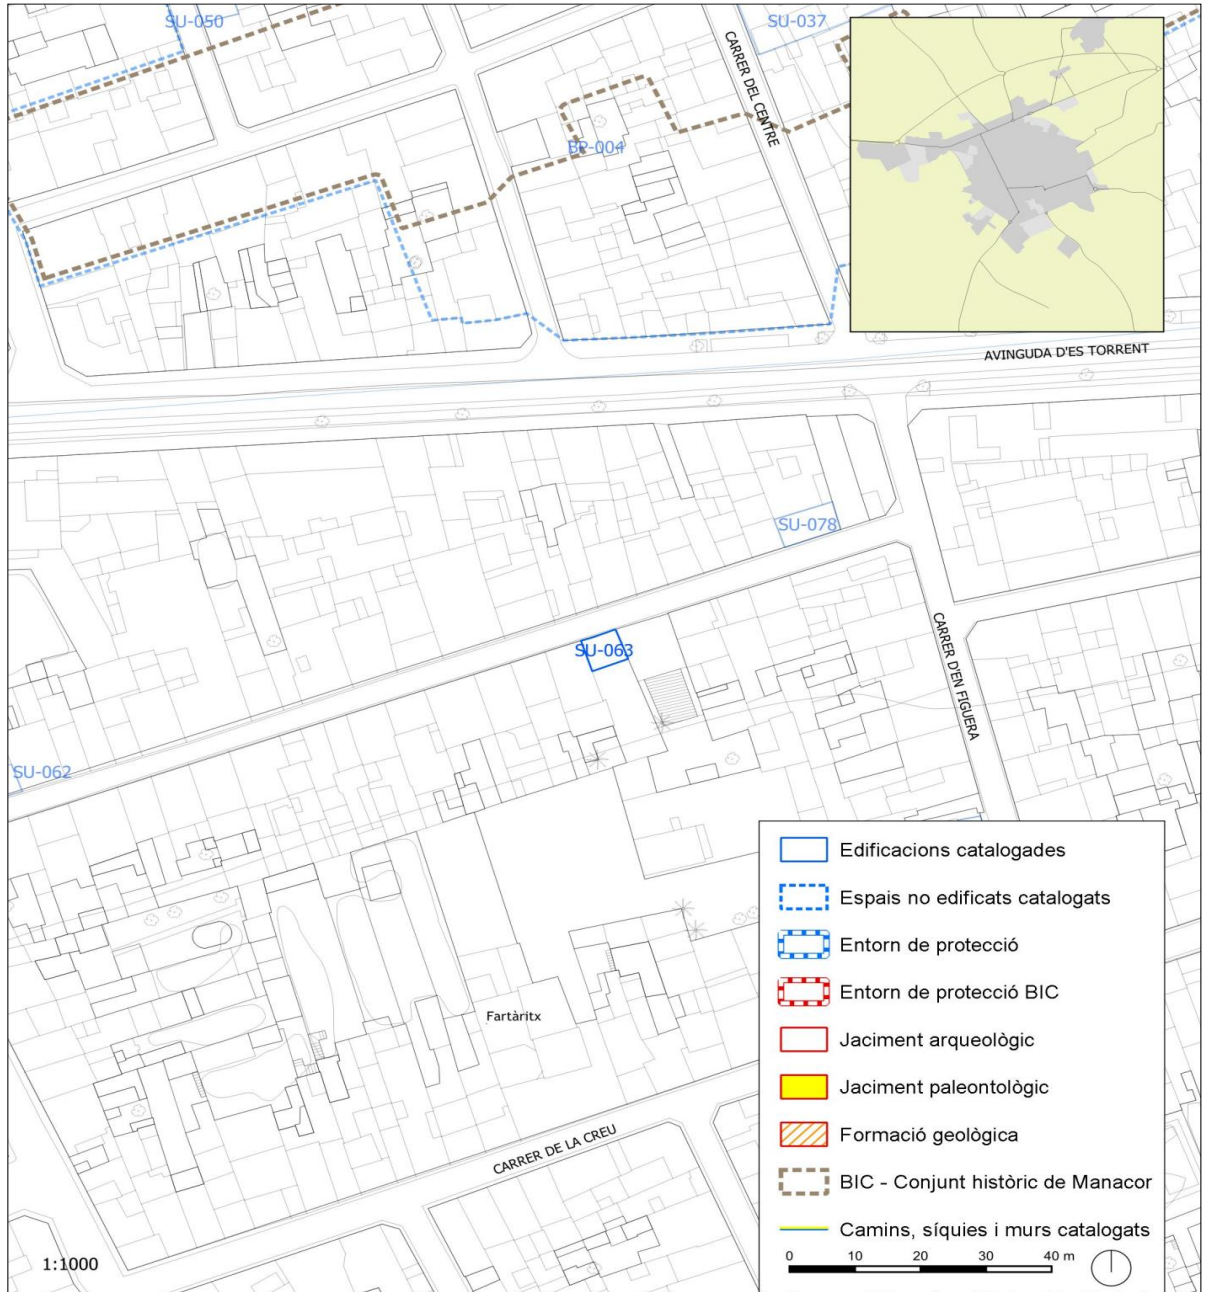 SU-050
SU-037
CARRER DEL CENTRE
BP-004
AVINGUDA D'ES TORRENT
SU-078
SU-063
CARRER D'EN FIGUERA
SU-062
Fartàritx
CARRER DE LA CREU
1:1000
Edificacions catalogades
Espais no edificats catalogats
Entorn de protecció
Entorn de protecció BIC
Jaciment arqueològic
Jaciment paleontològic
Formació geològica
BIC - Conjunt històric de Manacor
Camins, síquies i murs catalogats
0 10 20 30 40 m